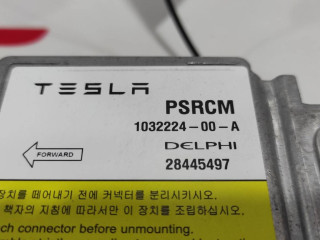 TESLA
PSRCM
1032224-00-A
DELPHI
28445497
FORWARD
장치를 떼어내기 전에 커넥터를 분리시키시오.
책자의 지침에 따라서만 이 장치를 조립하십시오.
ch connector before unmounting.